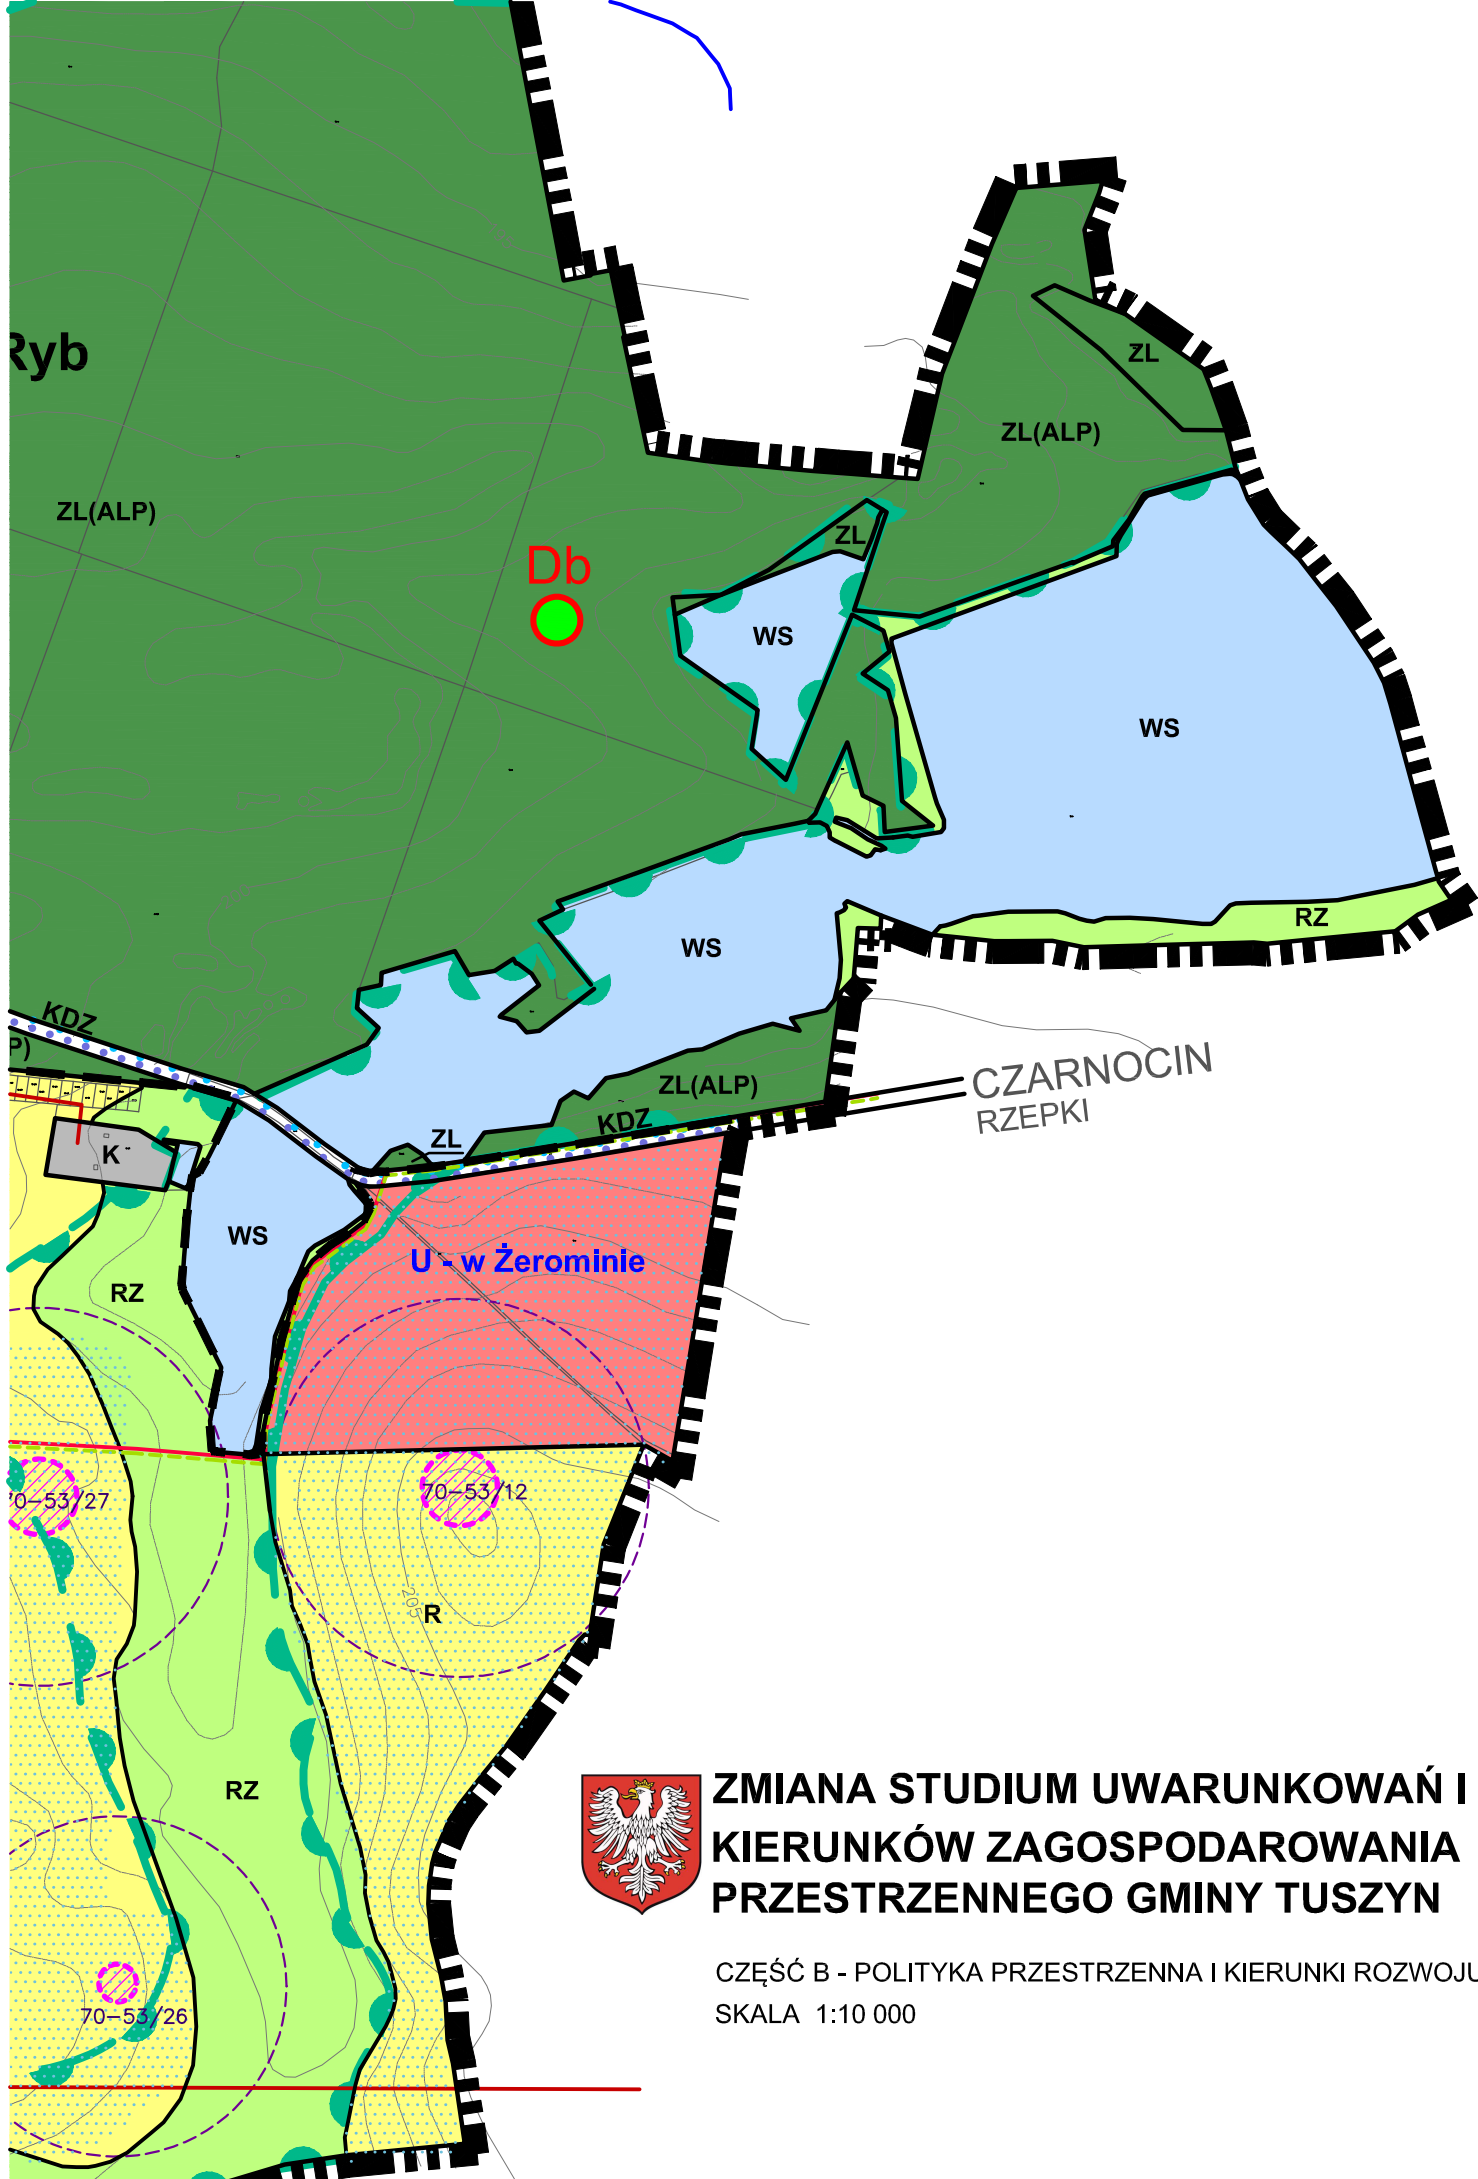 Ryb
ZL
ZL(ALP)
ZL(ALP)
ZL
Db
WS
WS
RZ
WS
KDZ
P)
ZL(ALP)
CZARNOCIN
RZEPKI
KDZ
ZL
K
WS
U - w Żerominie
RZ
70-53/27
70-53/12
205
R
RZ
ZMIANA STUDIUM UWARUNKOWAŃ I
KIERUNKÓW ZAGOSPODAROWANIA
PRZESTRZENNEGO GMINY TUSZYN
CZĘŚĆ B - POLITYKA PRZESTRZENNA I KIERUNKI ROZWOJU
SKALA 1:10 000
70-53/26